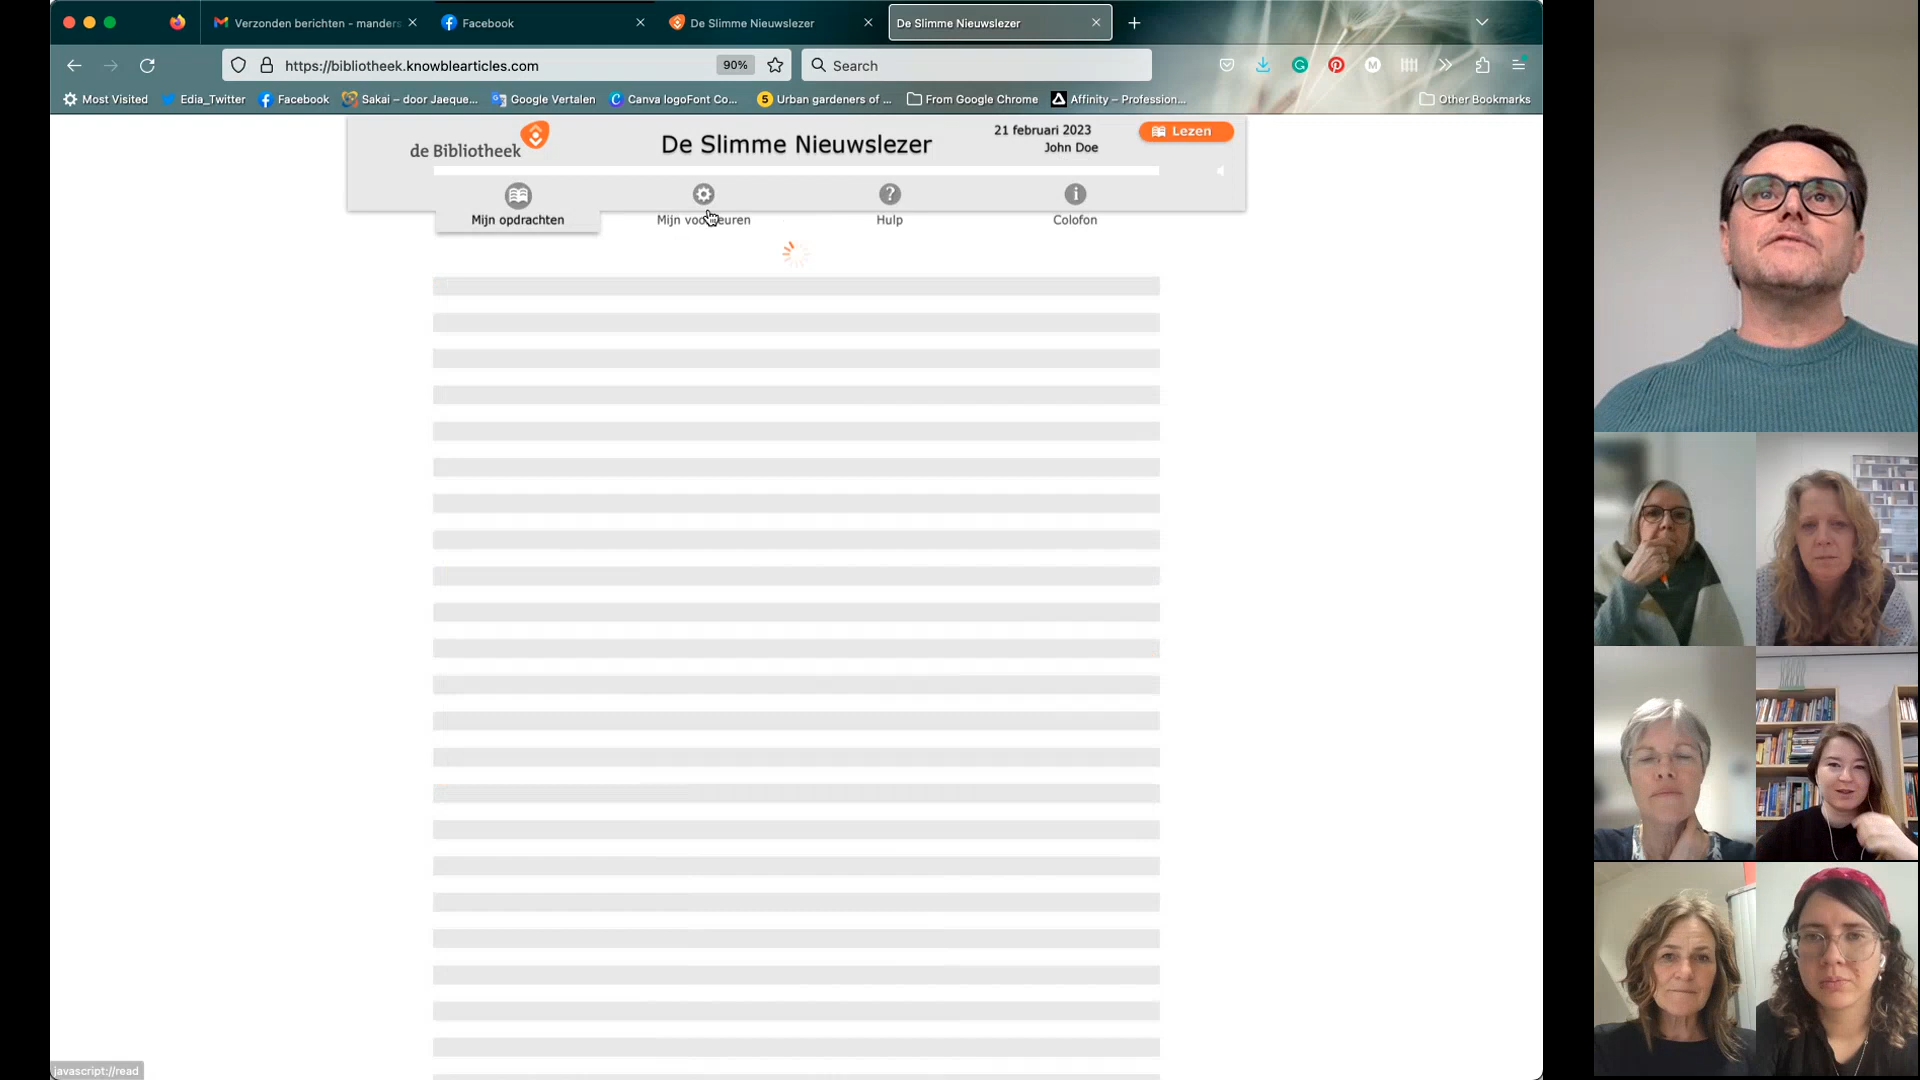 Verzonden berichten - manders
Facebook
De Slimme Nieuwslezer
De Slimme Nieuwslezer
https://bibliotheek.knowblearticles.com
90%
Search
Most Visited
Edia_Twitter
Facebook
Sakai – door Jaeque...
Google Vertalen
Canva logoFont Co...
Urban gardeners of ...
From Google Chrome
Affinity – Profession...
Other Bookmarks
de Bibliotheek
De Slimme Nieuwslezer
21 februari 2023
John Doe
Lezen
Mijn opdrachten
Mijn voorkeuren
Hulp
Colofon
javascript://read